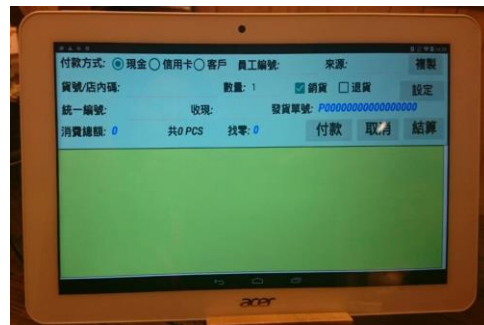 付款方式: 現金 信用卡 客戶 員工編號: 來源: 複製
貨號/店內碼: 數量: 1 銷貨 退貨 設定
統一編號: 收現: 發貨單號: P0000000000000000
消費總額: 0 共0 PCS 找零: 0 付款 取消 結算
acer